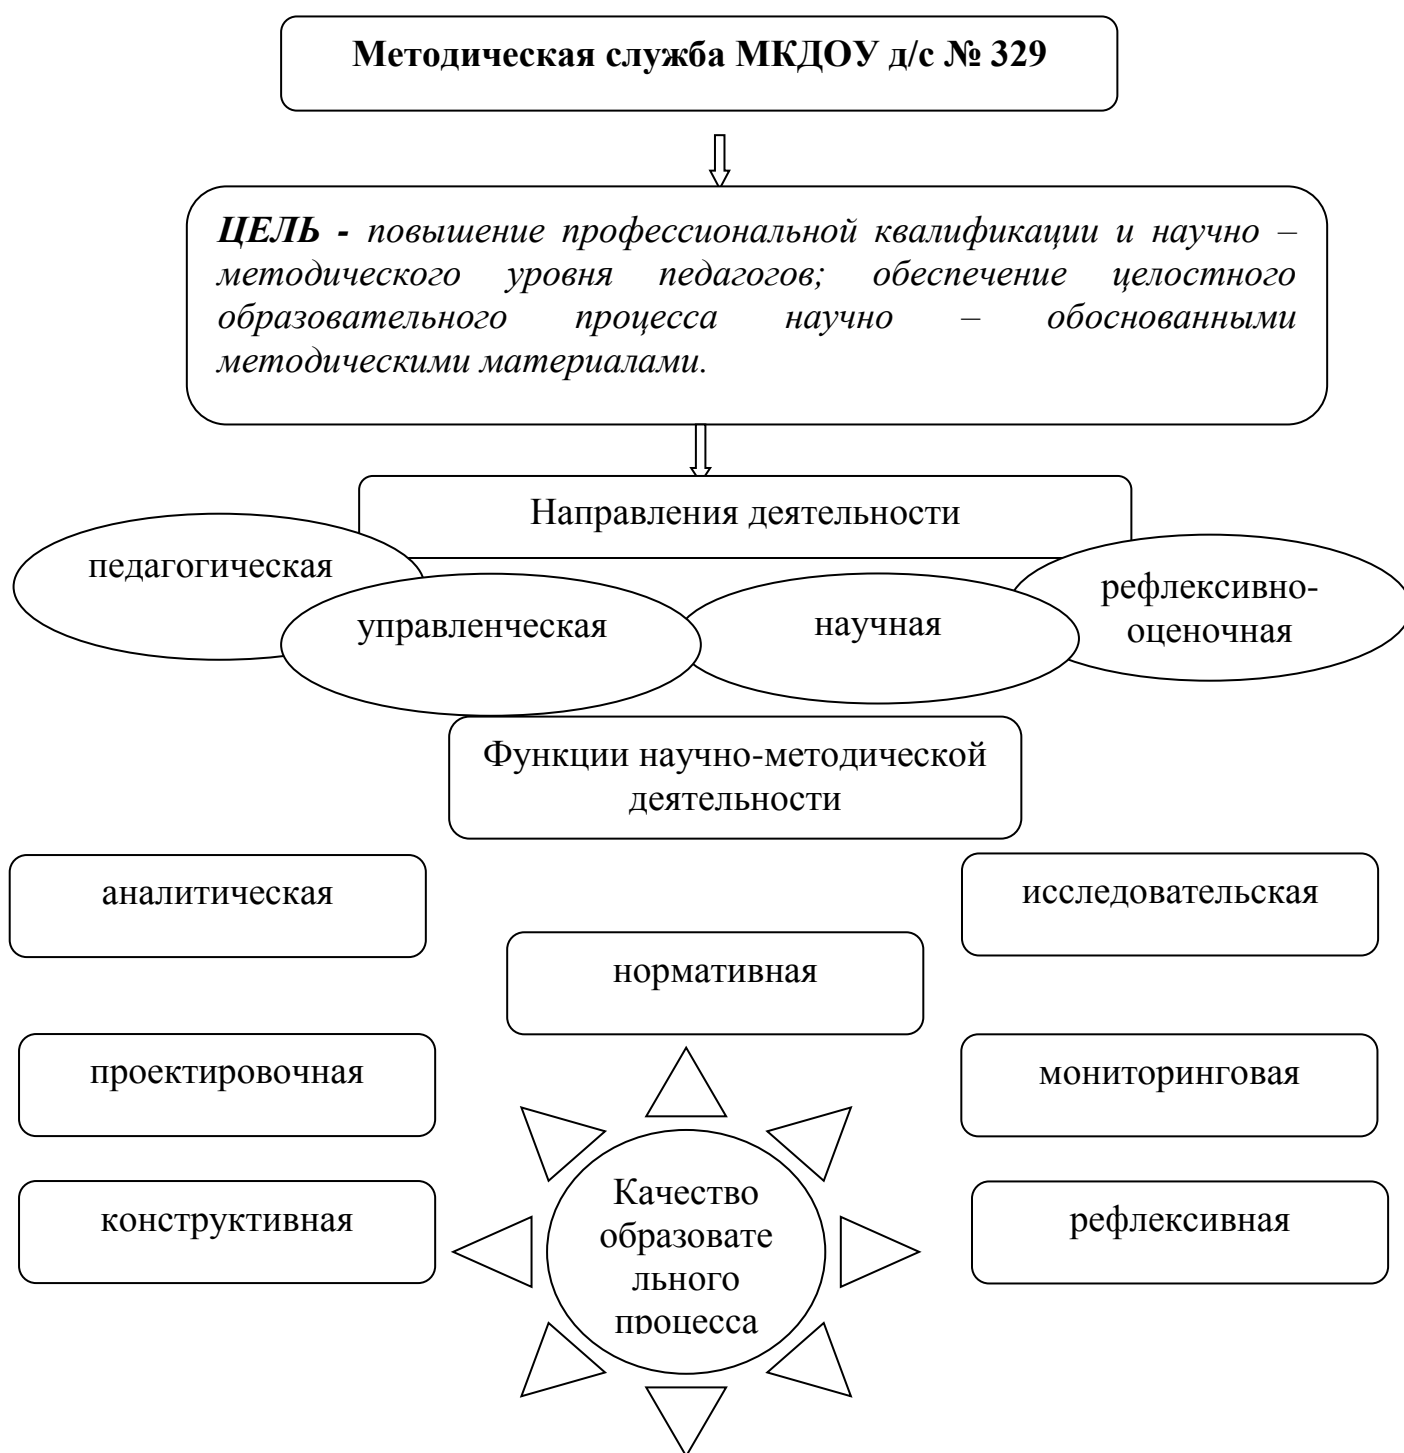 Методическая служба МКДОУ д/с № 329
ЦЕЛЬ - повышение профессиональной квалификации и научно –
методического уровня педагогов; обеспечение целостного
образовательного процесса научно – обоснованными
методическими материалами.
Направления деятельности
педагогическая
управленческая
научная
рефлексивно-
оценочная
Функции научно-методической
деятельности
аналитическая
исследовательская
нормативная
проектировочная
мониторинговая
конструктивная
рефлексивная
Качество
образовате
льного
процесса